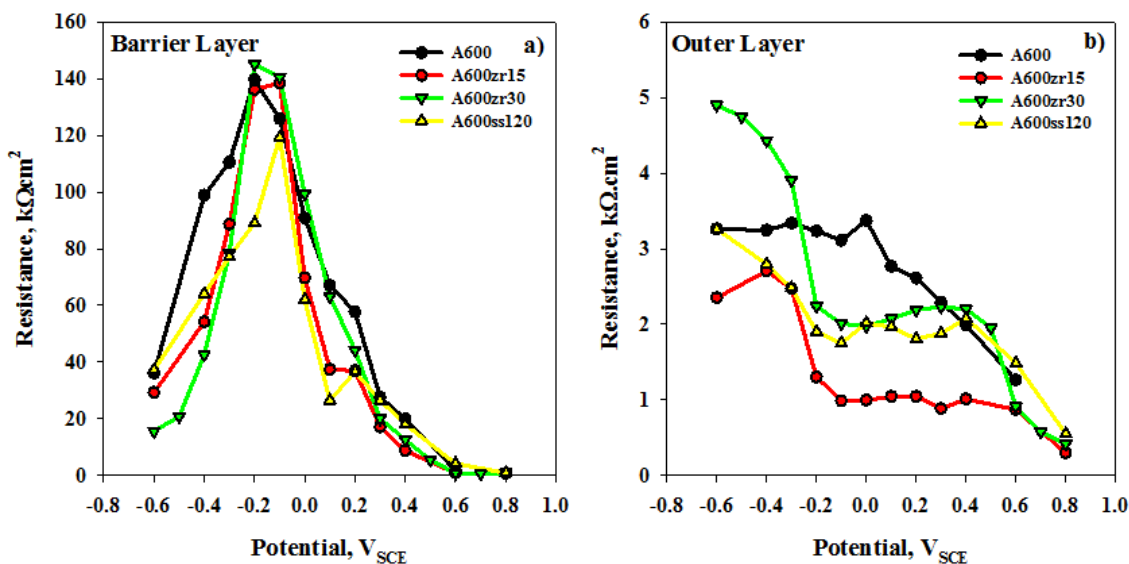 Barrier Layer
a)
A600
A600zr15
A600zr30
A600ss120
160
140
120
100
80
60
40
20
0
Resistance, kΩcm²
-0.8 -0.6 -0.4 -0.2 0.0 0.2 0.4 0.6 0.8 1.0
Potential, V_SCE
Outer Layer
b)
A600
A600zr15
A600zr30
A600ss120
6
5
4
3
2
1
0
Resistance, kΩ.cm²
-0.8 -0.6 -0.4 -0.2 0.0 0.2 0.4 0.6 0.8 1.0
Potential, V_SCE